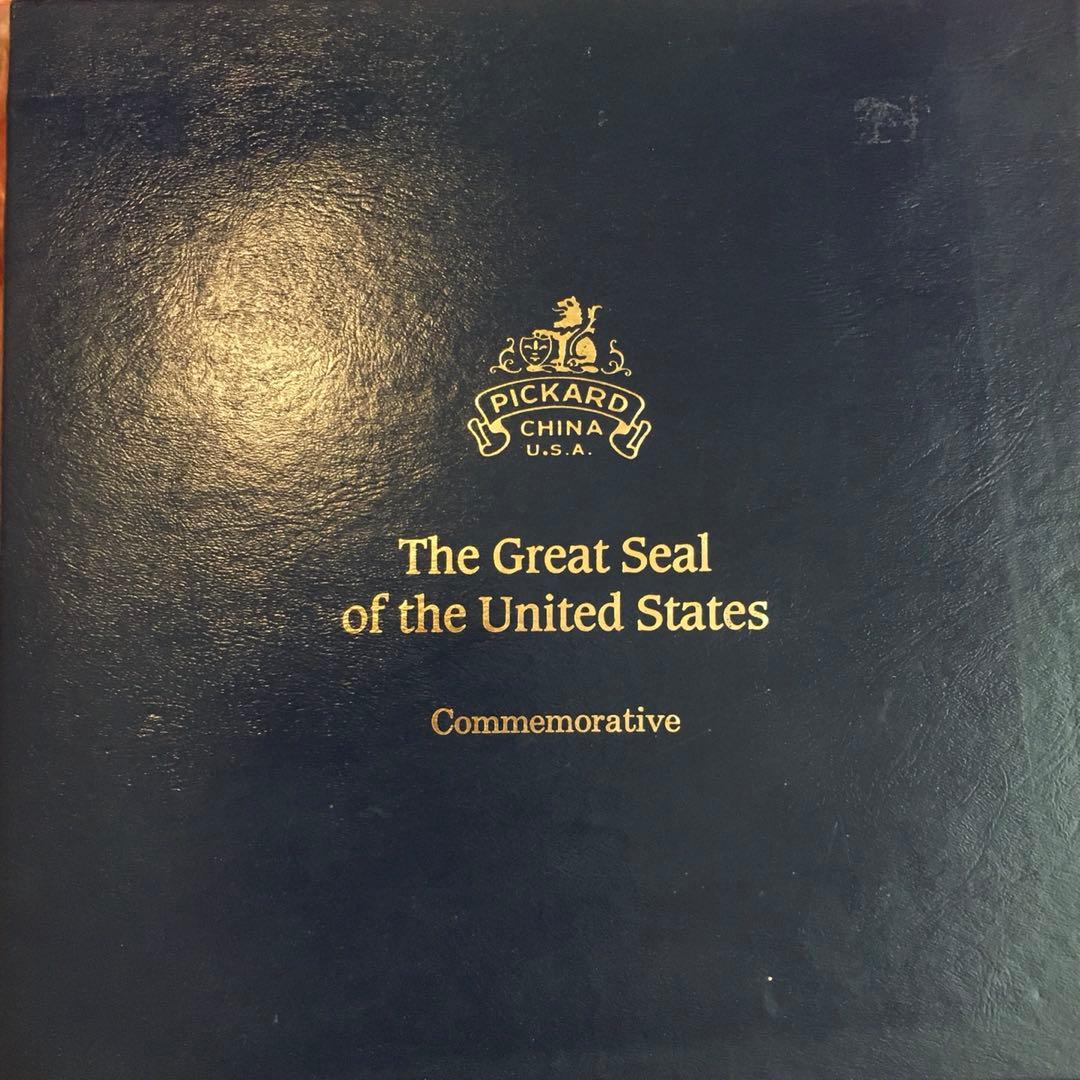 PICKARD
CHINA
U.S.A.
The Great Seal
of the United States
Commemorative